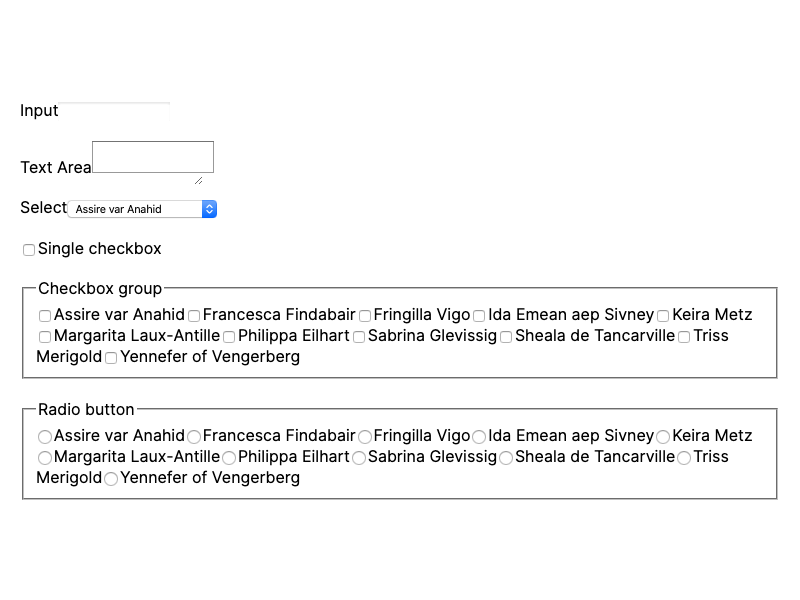 Input
Text Area
Select Assire var Anahid
Single checkbox
Checkbox group
Assire var Anahid Francesca Findabair Fringilla Vigo Ida Emean aep Sivney Keira Metz
Margarita Laux-Antille Philippa Eilhart Sabrina Glevissig Sheala de Tancarville Triss
Merigold Yennefer of Vengerberg
Radio button
Assire var Anahid Francesca Findabair Fringilla Vigo Ida Emean aep Sivney Keira Metz
Margarita Laux-Antille Philippa Eilhart Sabrina Glevissig Sheala de Tancarville Triss
Merigold Yennefer of Vengerberg